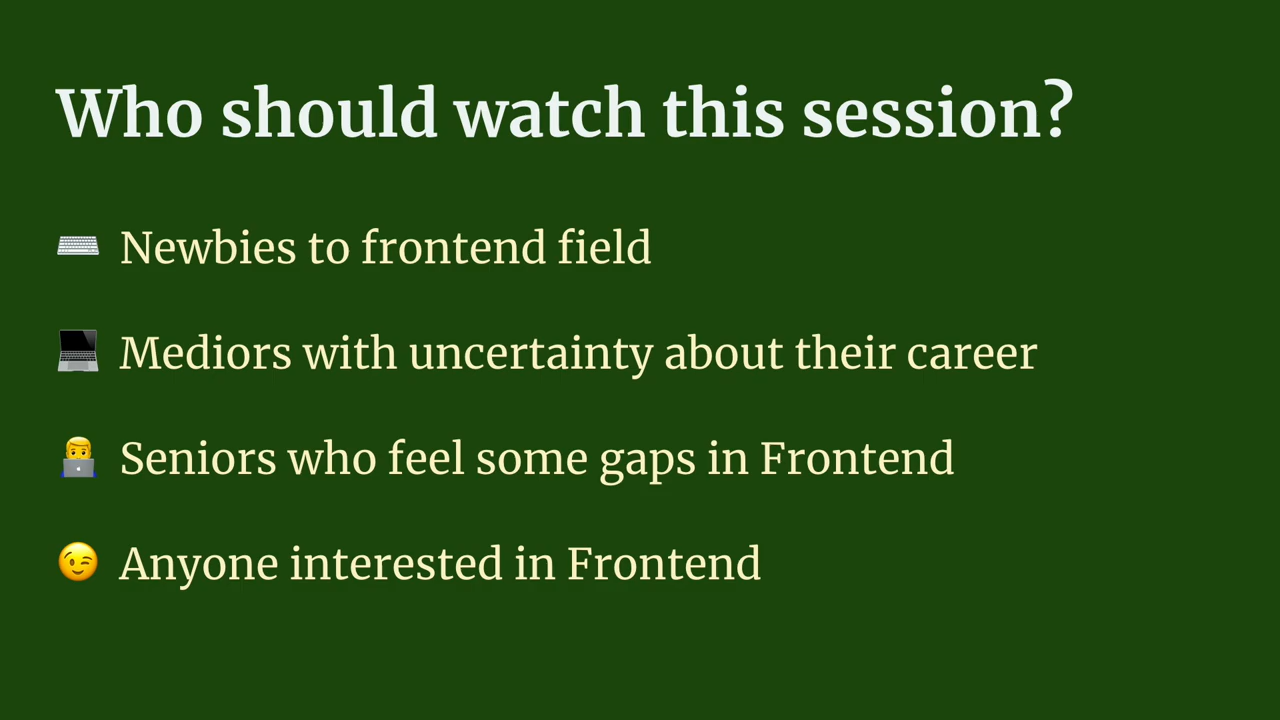 Who should watch this session?
⌨️ Newbies to frontend field
💻 Mediors with uncertainty about their career
👨‍💻 Seniors who feel some gaps in Frontend
😉 Anyone interested in Frontend